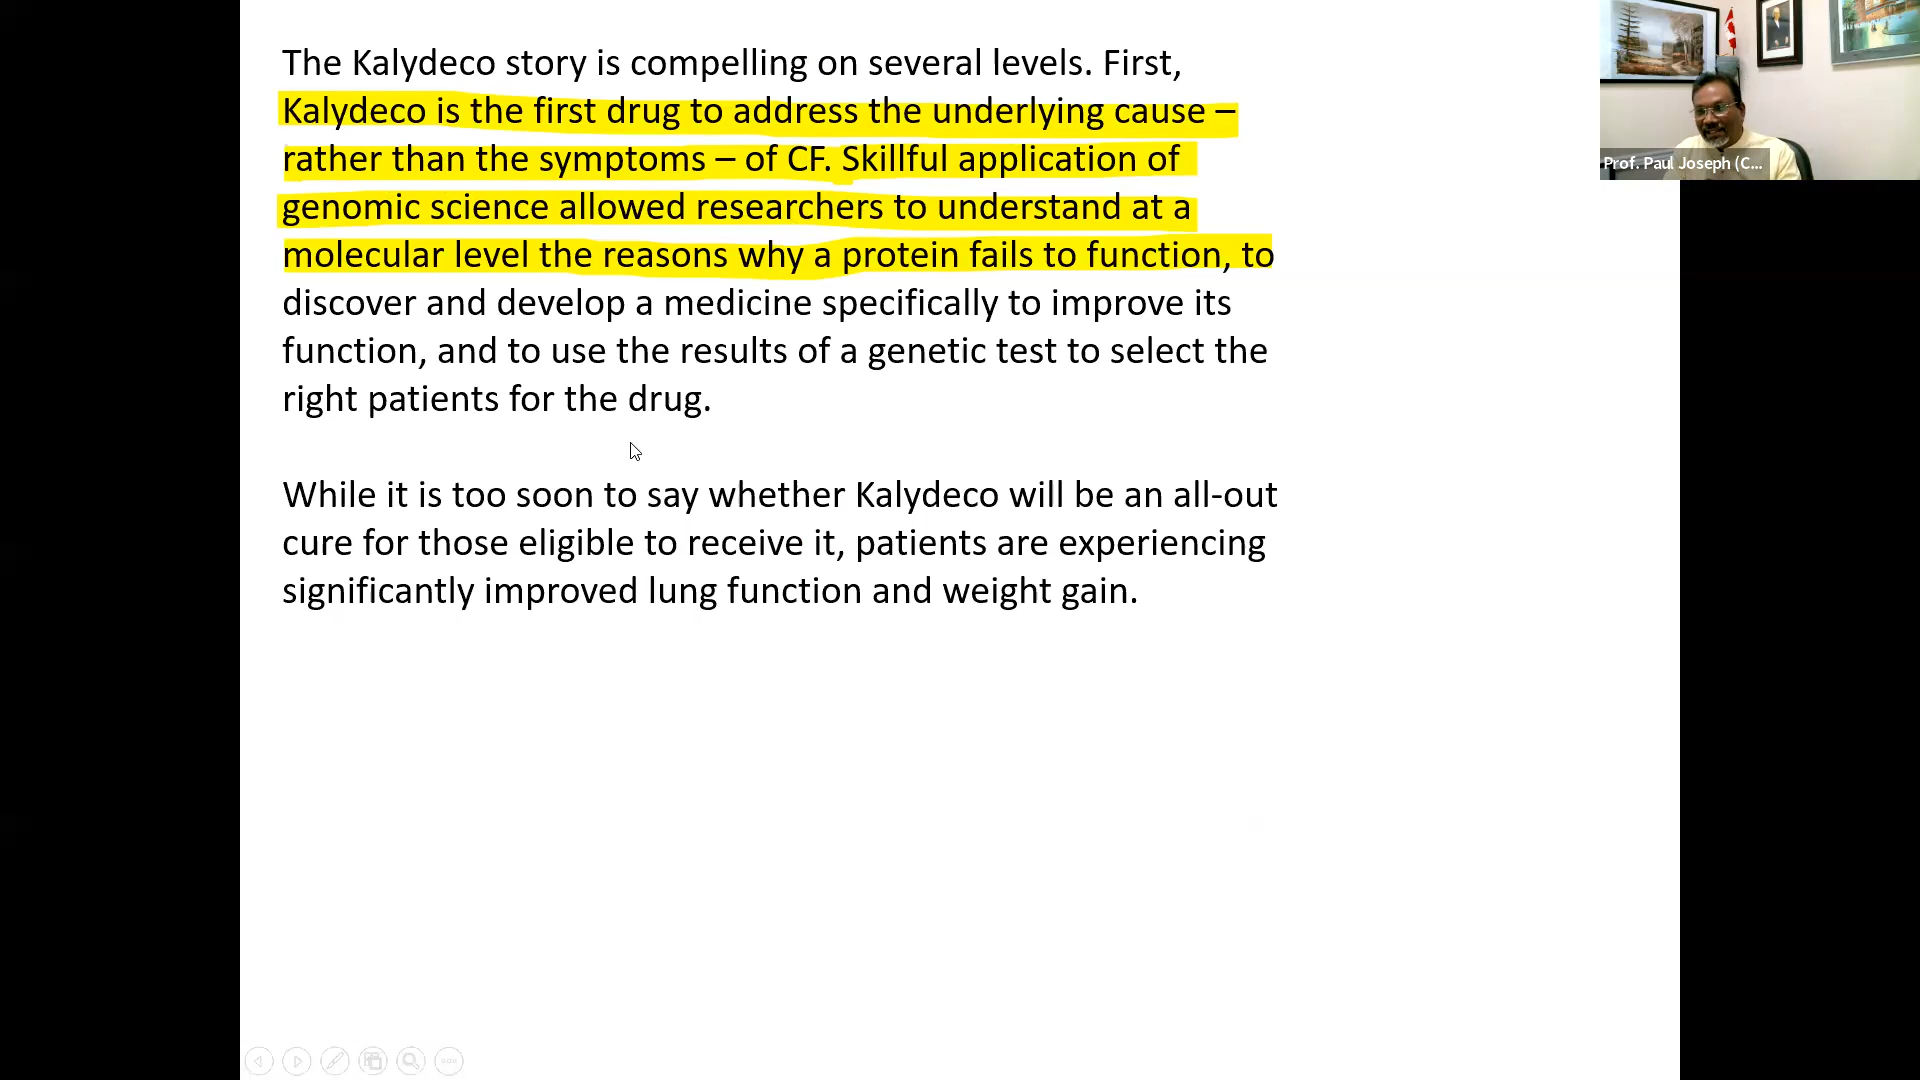 The Kalydeco story is compelling on several levels. First,
Kalydeco is the first drug to address the underlying cause –
rather than the symptoms – of CF. Skillful application of
genomic science allowed researchers to understand at a
molecular level the reasons why a protein fails to function, to
discover and develop a medicine specifically to improve its
function, and to use the results of a genetic test to select the
right patients for the drug.
While it is too soon to say whether Kalydeco will be an all-out
cure for those eligible to receive it, patients are experiencing
significantly improved lung function and weight gain.
Prof. Paul Joseph (C...